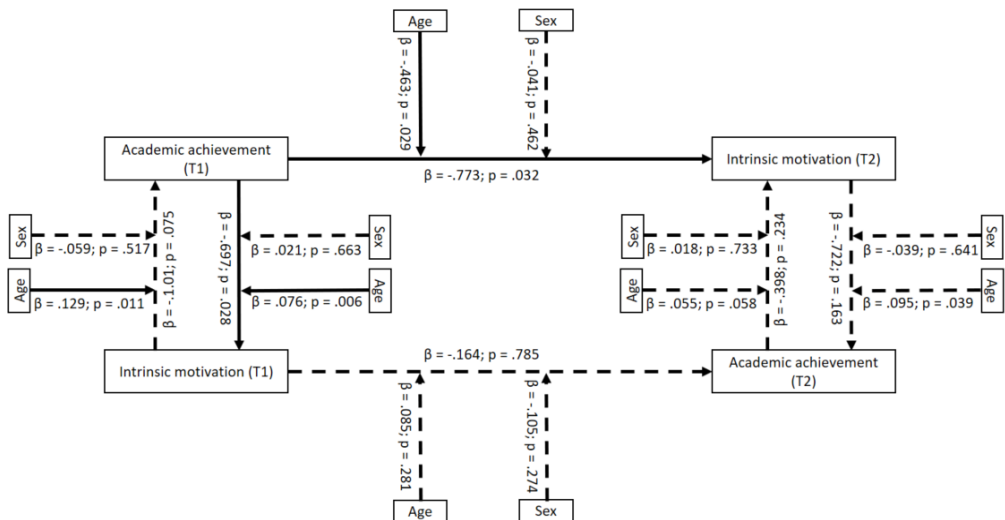 Age
Sex
β = -.463; p = .029
β = -.041; p = .462
Academic achievement
(T1)
Intrinsic motivation (T2)
β = -.773; p = .032
Sex
β = -.059; p = .517
β = -1.01; p = .075
β = -.697; p = .028
Sex
β = .021; p = .663
Age
β = .129; p = .011
Age
β = .076; p = .006
Sex
β = .018; p = .733
β = -.398; p = .234
β = -.722; p = .163
Sex
β = -.039; p = .641
Age
β = .055; p = .058
Age
β = .095; p = .039
Intrinsic motivation (T1)
β = -.164; p = .785
Academic achievement
(T2)
β = .085; p = .281
β = -.105; p = .274
Age
Sex